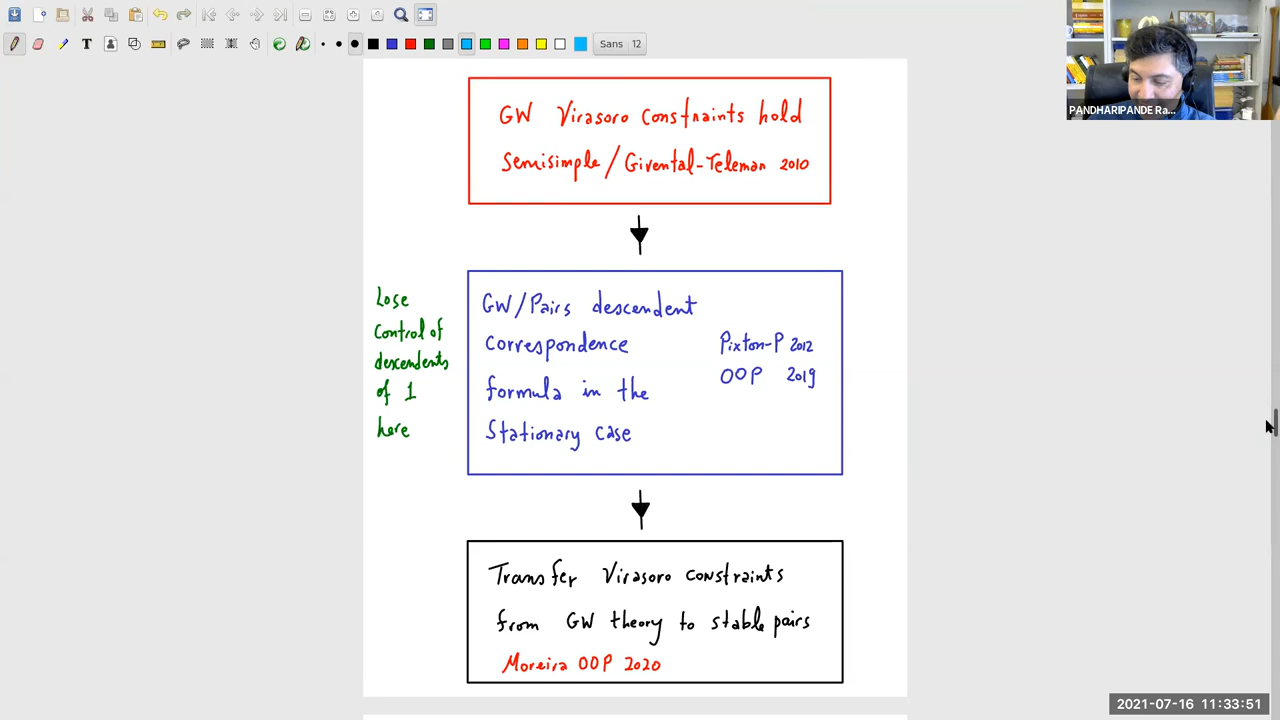 Sans 12
PANDHARIPANDE Ra...
GW Virasoro constraints hold
Semisimple/Givental-Teleman 2010
Lose
control of
descendents
of 1
here
GW/Pairs descendent
correspondence
formula in the
Stationary case
Pixton-P 2012
OOP 2019
Transfer Virasoro constraints
from GW theory to stable pairs
Moreira OOP 2020
2021-07-16 11:33:51